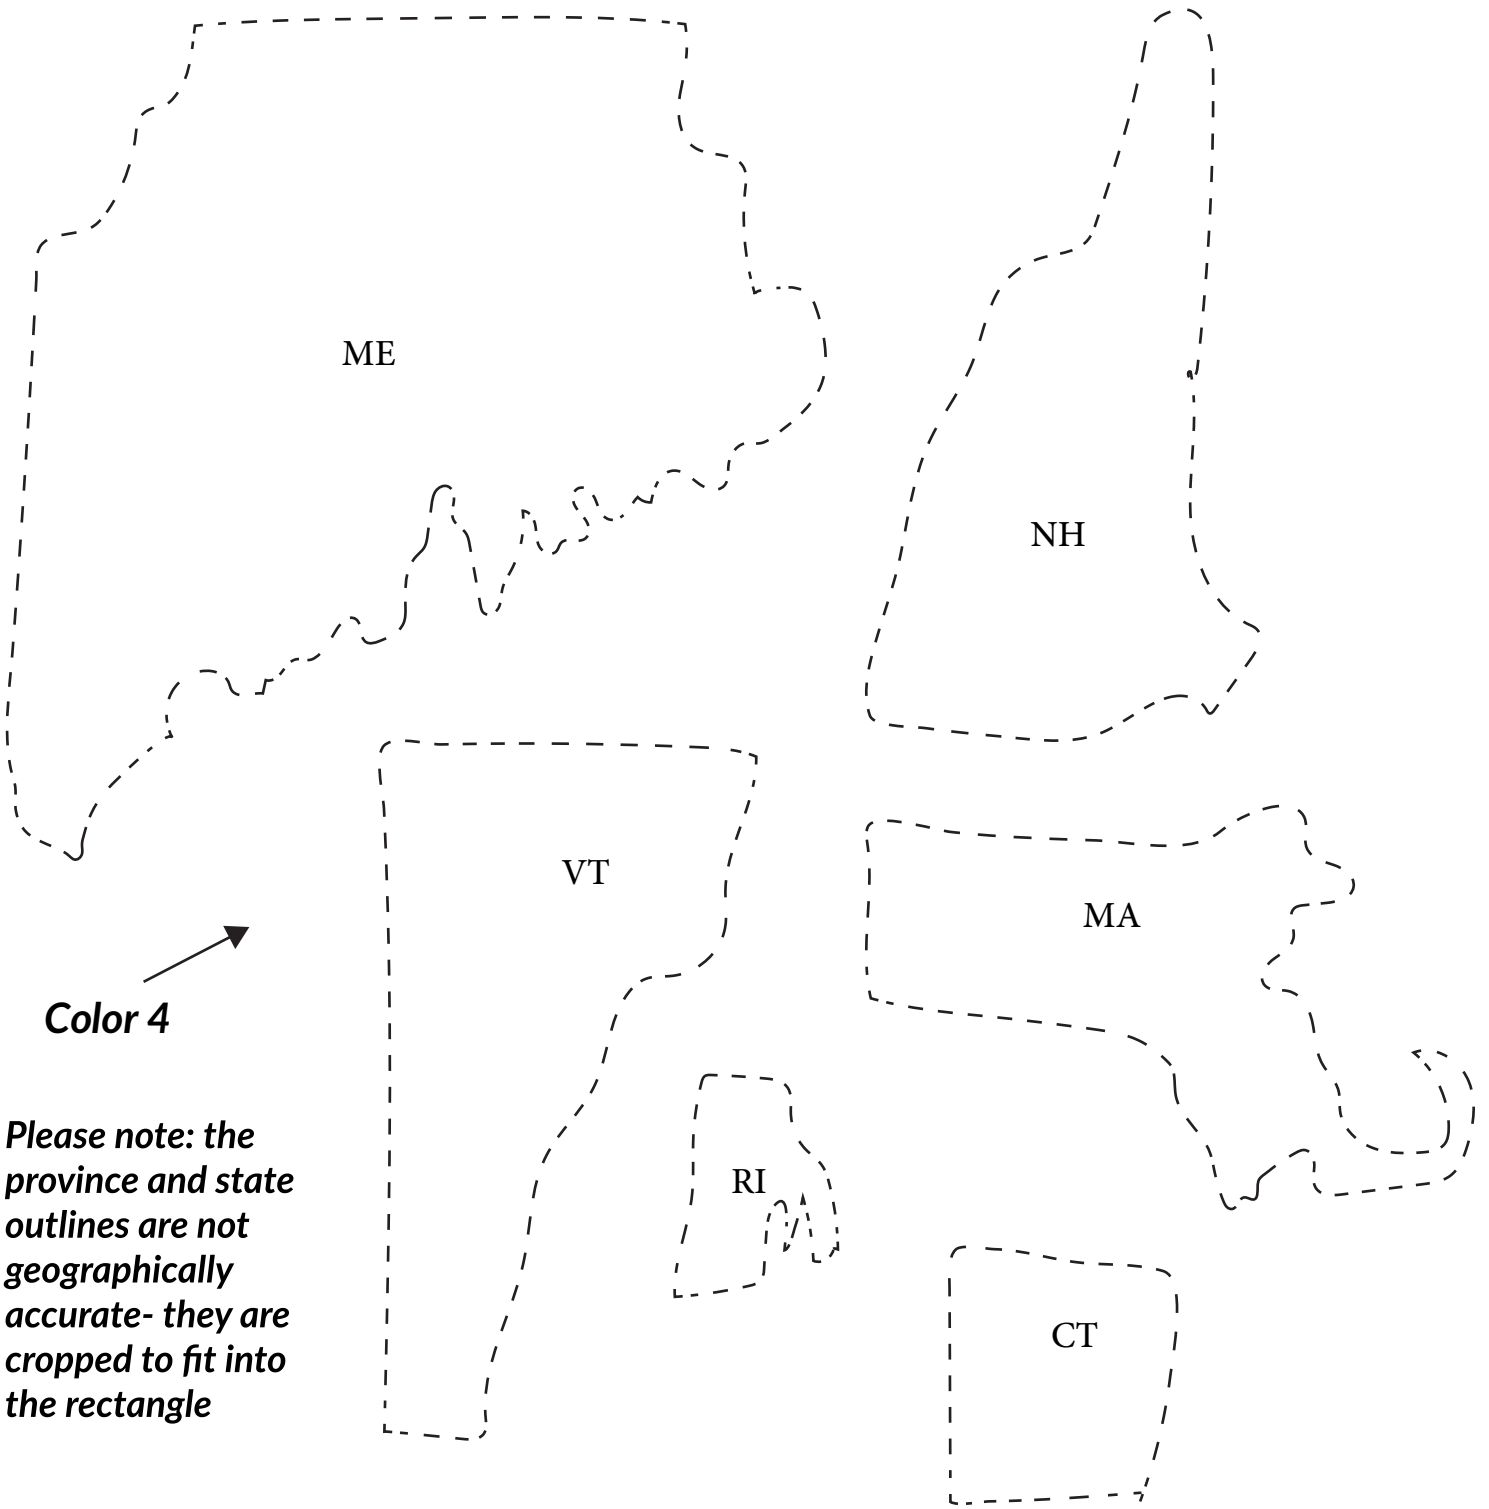 ME
NH
VT
MA
Color 4
Please note: the
province and state
outlines are not
geographically
accurate- they are
cropped to fit into
the rectangle
RI
CT